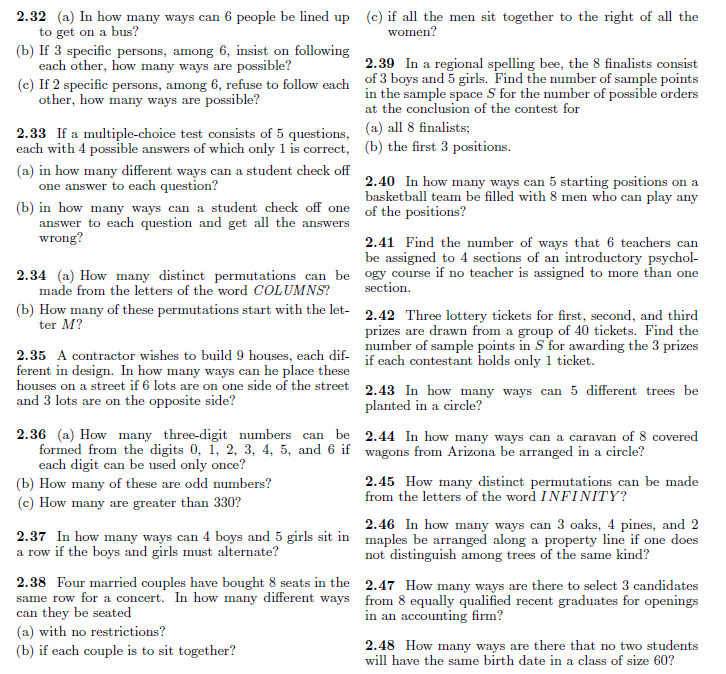 2.32 (a) In how many ways can 6 people be lined up
to get on a bus?
(b) If 3 specific persons, among 6, insist on following
each other, how many ways are possible?
(c) If 2 specific persons, among 6, refuse to follow each
other, how many ways are possible?
2.33 If a multiple-choice test consists of 5 questions,
each with 4 possible answers of which only 1 is correct,
(a) in how many different ways can a student check off
one answer to each question?
(b) in how many ways can a student check off one
answer to each question and get all the answers
wrong?
2.34 (a) How many distinct permutations can be
made from the letters of the word COLUMNS?
(b) How many of these permutations start with the let-
ter M?
2.35 A contractor wishes to build 9 houses, each dif-
ferent in design. In how many ways can he place these
houses on a street if 6 lots are on one side of the street
and 3 lots are on the opposite side?
2.36 (a) How many three-digit numbers can be
formed from the digits 0, 1, 2, 3, 4, 5, and 6 if
each digit can be used only once?
(b) How many of these are odd numbers?
(c) How many are greater than 330?
2.37 In how many ways can 4 boys and 5 girls sit in
a row if the boys and girls must alternate?
2.38 Four married couples have bought 8 seats in the
same row for a concert. In how many different ways
can they be seated
(a) with no restrictions?
(b) if each couple is to sit together?
(c) if all the men sit together to the right of all the
women?
2.39 In a regional spelling bee, the 8 finalists consist
of 3 boys and 5 girls. Find the number of sample points
in the sample space S for the number of possible orders
at the conclusion of the contest for
(a) all 8 finalists;
(b) the first 3 positions.
2.40 In how many ways can 5 starting positions on a
basketball team be filled with 8 men who can play any
of the positions?
2.41 Find the number of ways that 6 teachers can
be assigned to 4 sections of an introductory psychol-
ogy course if no teacher is assigned to more than one
section.
2.42 Three lottery tickets for first, second, and third
prizes are drawn from a group of 40 tickets. Find the
number of sample points in S for awarding the 3 prizes
if each contestant holds only 1 ticket.
2.43 In how many ways can 5 different trees be
planted in a circle?
2.44 In how many ways can a caravan of 8 covered
wagons from Arizona be arranged in a circle?
2.45 How many distinct permutations can be made
from the letters of the word INFINITY?
2.46 In how many ways can 3 oaks, 4 pines, and 2
maples be arranged along a property line if one does
not distinguish among trees of the same kind?
2.47 How many ways are there to select 3 candidates
from 8 equally qualified recent graduates for openings
in an accounting firm?
2.48 How many ways are there that no two students
will have the same birth date in a class of size 60?